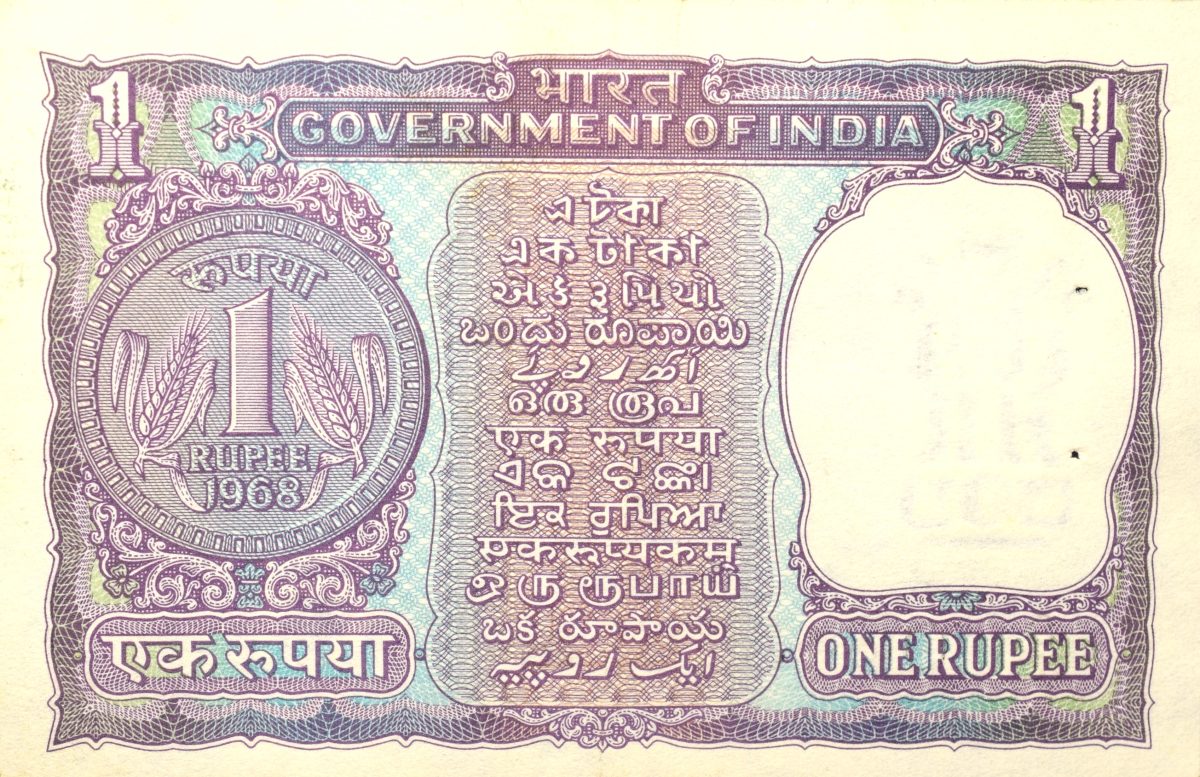 1
भारत
1
GOVERNMENT OF INDIA
रूपया
1
RUPEE
1968
এ টকা
এক টাকা
એક રૂપિયો
ಒಂದು ರೂಪಾಯಿ
ഒരു രൂപ
एक रुपया
ଏକ ଟଙ୍କା
ਇਕ ਰੁਪਿਆ
एकरूप्यकम्
ஒரு ரூபாய்
ఒక రూపాయ
ایک روپیہ
एक रुपया
ONE RUPEE